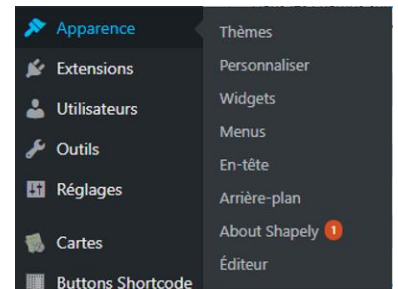 Apparence
Extensions
Utilisateurs
Outils
Réglages
Cartes
Buttons Shortcode
Thèmes
Personnaliser
Widgets
Menus
En-tête
Arrière-plan
About Shapely 1
Éditeur